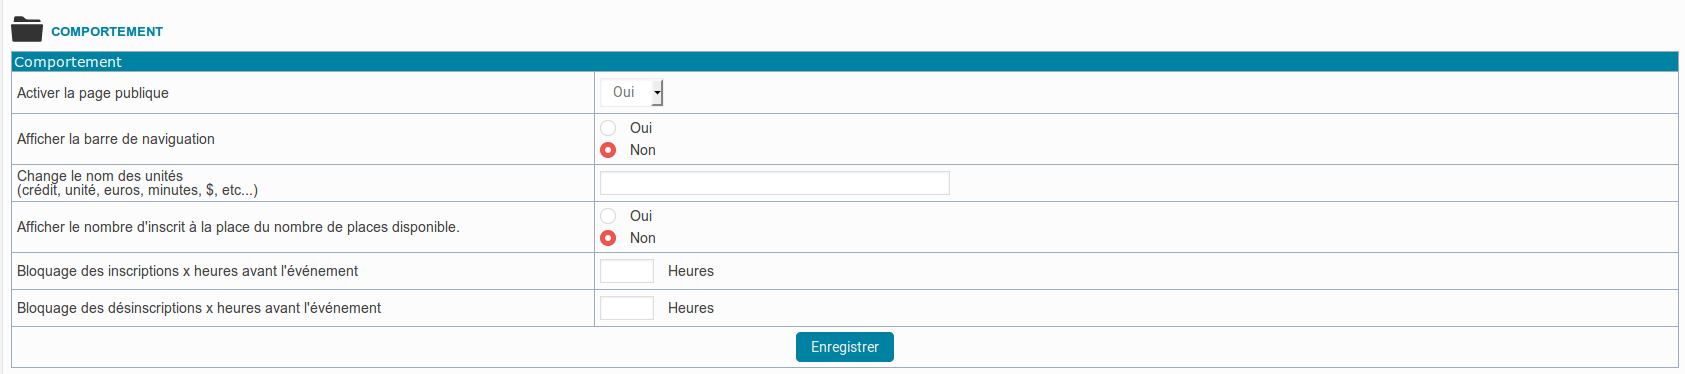 COMPORTEMENT
Comportement
Activer la page publique
Oui
Afficher la barre de naviguation
Oui
Non
Change le nom des unités
(crédit, unité, euros, minutes, $, etc...)
Afficher le nombre d'inscrit à la place du nombre de places disponible.
Oui
Non
Bloquage des inscriptions x heures avant l'événement
Heures
Bloquage des désinscriptions x heures avant l'événement
Heures
Enregistrer